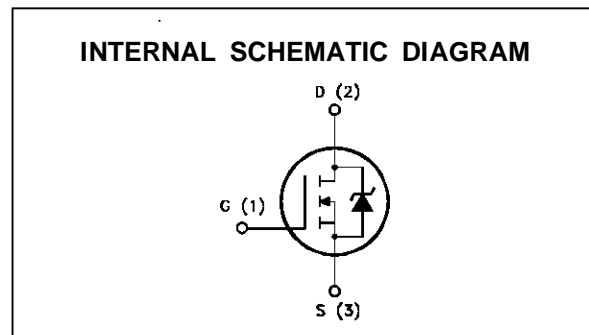 INTERNAL SCHEMATIC DIAGRAM
D (2)
G (1)
S (3)